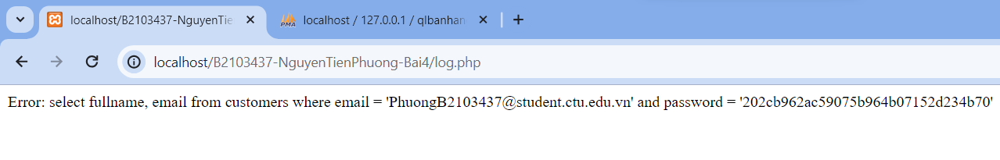 localhost/B2103437-NguyenTie
PMA localhost / 127.0.0.1 / qlbanhan
localhost/B2103437-NguyenTienPhuong-Bai4/log.php
Error: select fullname, email from customers where email = 'PhuongB2103437@student.ctu.edu.vn' and password = '202cb962ac59075b964b07152d234b70'